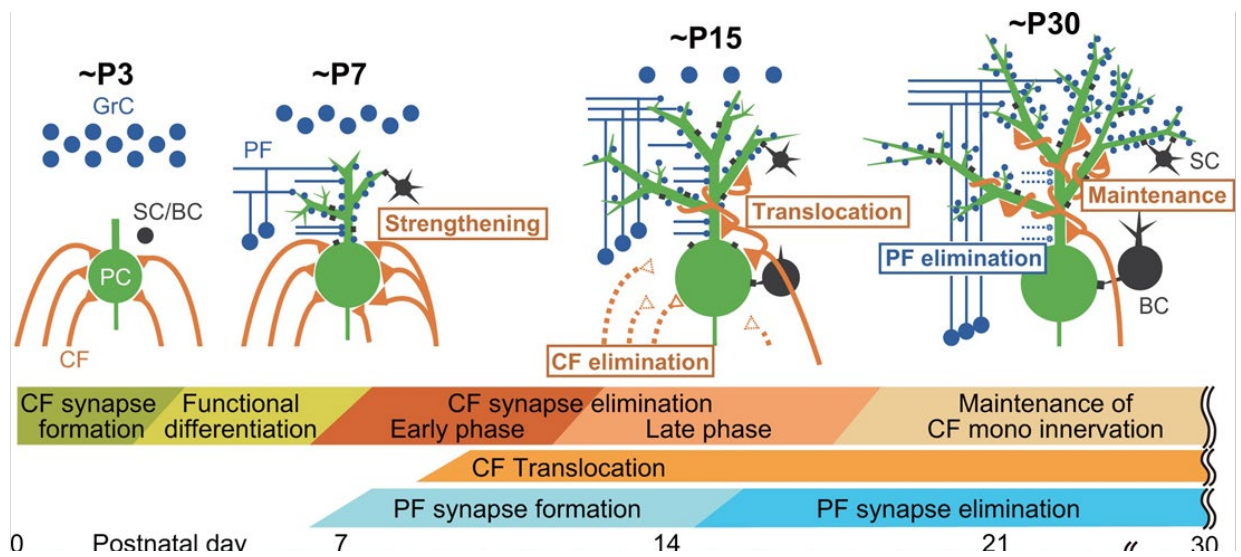 ~P3
~P7
~P15
~P30
GrC
PF
SC/BC
Strengthening
PC
CF
Translocation
CF elimination
SC
Maintenance
PF elimination
BC
CF synapse
formation
Functional
differentiation
CF synapse elimination
Early phase
Late phase
Maintenance of
CF mono innervation
CF Translocation
PF synapse formation
PF synapse elimination
0 Postnatal day 7 14 21 30